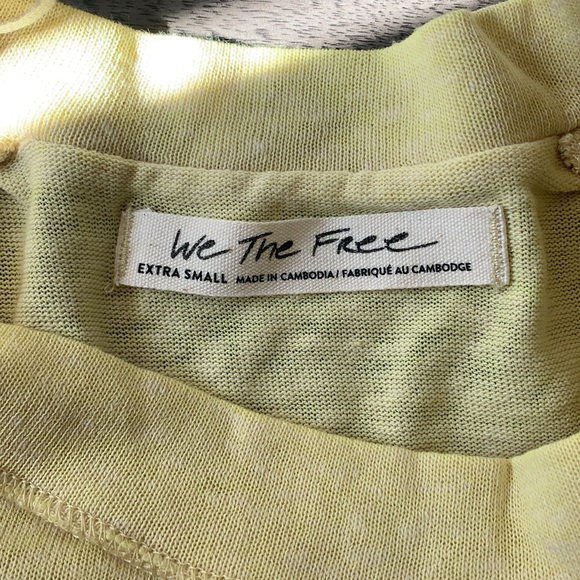 We The Free
EXTRA SMALL MADE IN CAMBODIA / FABRIQUÉ AU CAMBODGE